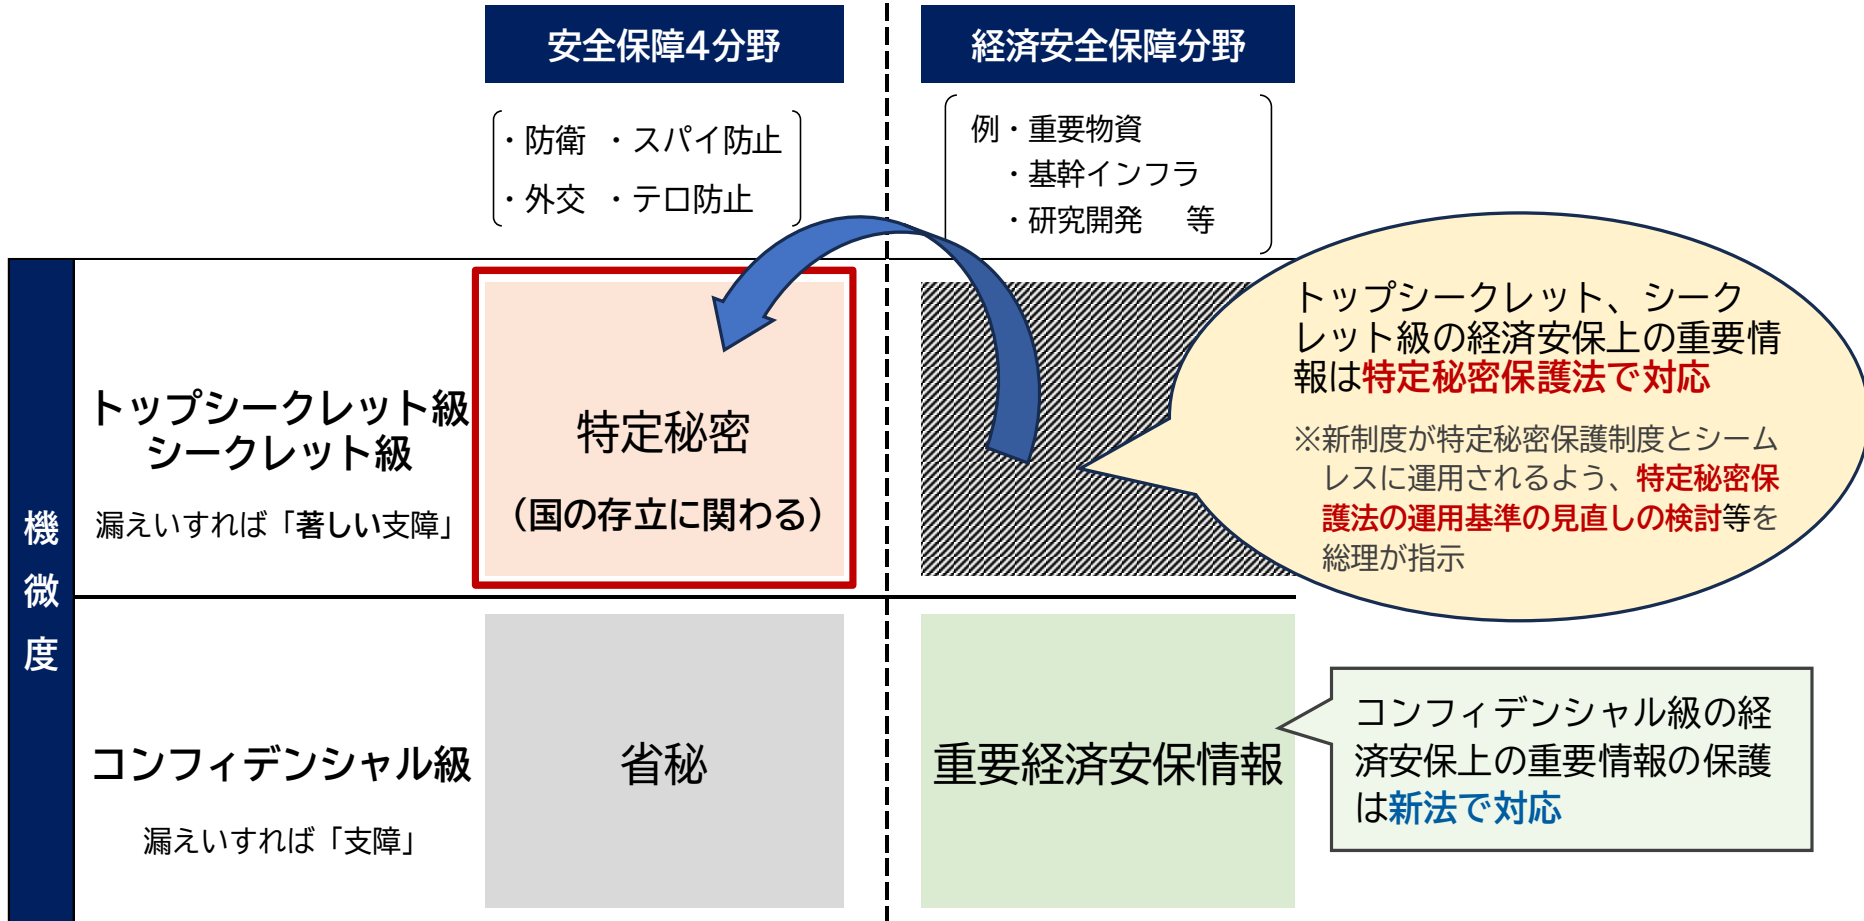 安全保障4分野
経済安全保障分野
・防衛 ・スパイ防止
・外交 ・テロ防止
例・重要物資
・基幹インフラ
・研究開発 等
機微度
トップシークレット級
シークレット級
漏えいすれば「著しい支障」
特定秘密
（国の存立に関わる）
トップシークレット、シーク
レット級の経済安保上の重要情
報は特定秘密保護法で対応
※新制度が特定秘密保護制度とシーム
レスに運用されるよう、特定秘密保
護法の運用基準の見直しの検討等を
総理が指示
コンフィデンシャル級
漏えいすれば「支障」
省秘
重要経済安保情報
コンフィデンシャル級の経
済安保上の重要情報の保護
は新法で対応